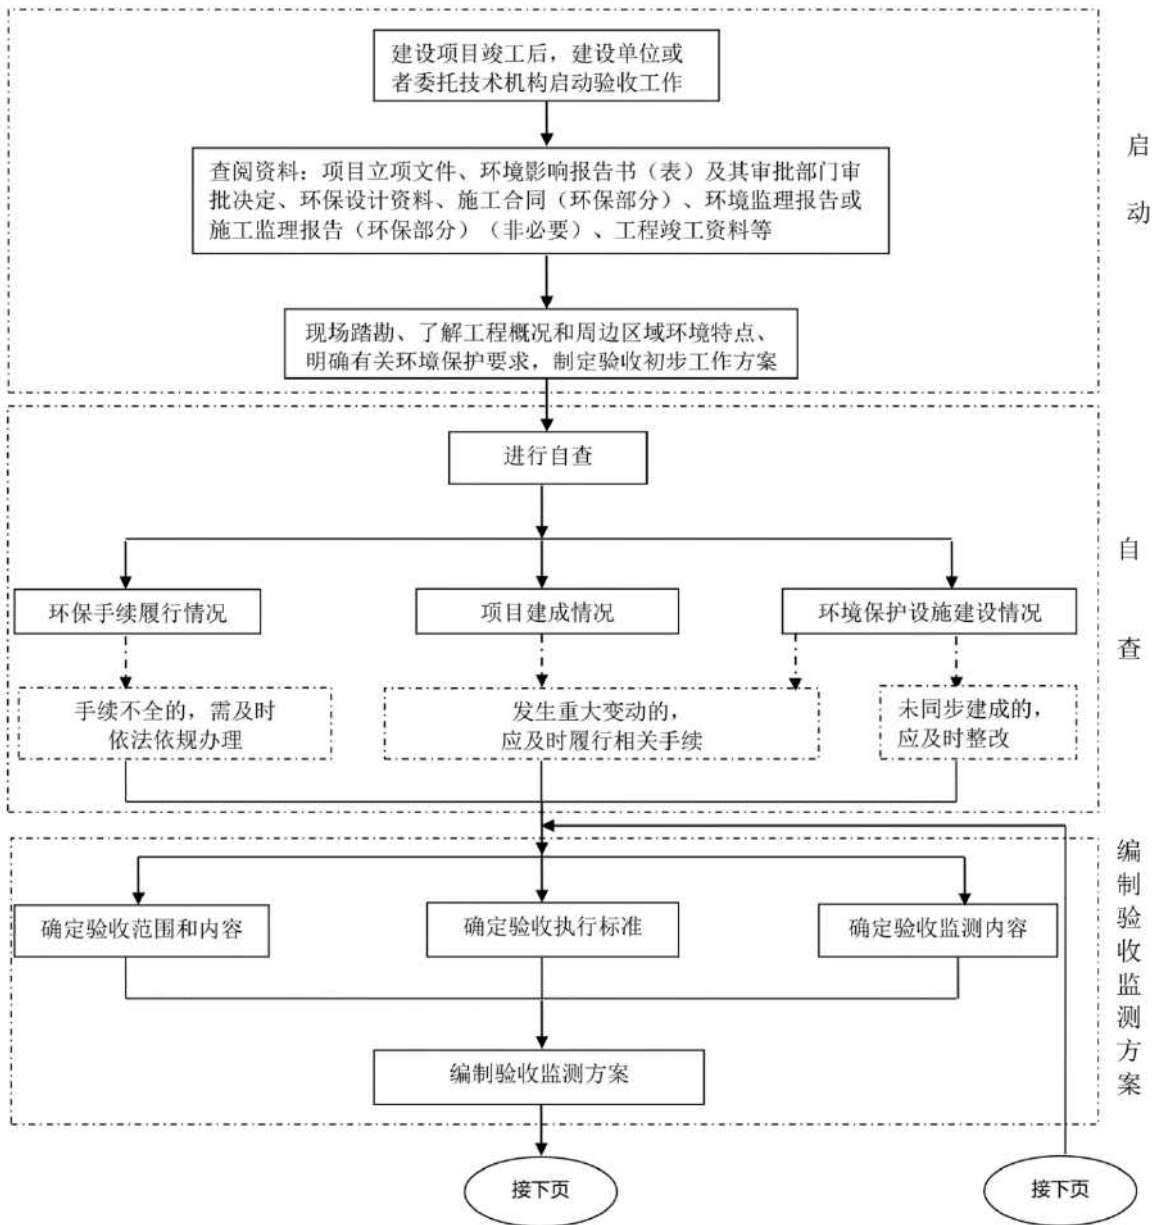 建设项目竣工后，建设单位或
者委托技术机构启动验收工作
查阅资料：项目立项文件、环境影响报告书（表）及其审批部门审
批决定、环保设计资料、施工合同（环保部分）、环境监理报告或
施工监理报告（环保部分）（非必要）、工程竣工资料等
现场踏勘、了解工程概况和周边区域环境特点、
明确有关环境保护要求，制定验收初步工作方案
启动
进行自查
环保手续履行情况
项目建成情况
环境保护设施建设情况
手续不全的，需及时
依法依规办理
发生重大变动的，
应及时履行相关手续
未同步建成的，
应及时整改
自查
确定验收范围和内容
确定验收执行标准
确定验收监测内容
编制验收监测方案
编制验收监测方案
接下页
接下页